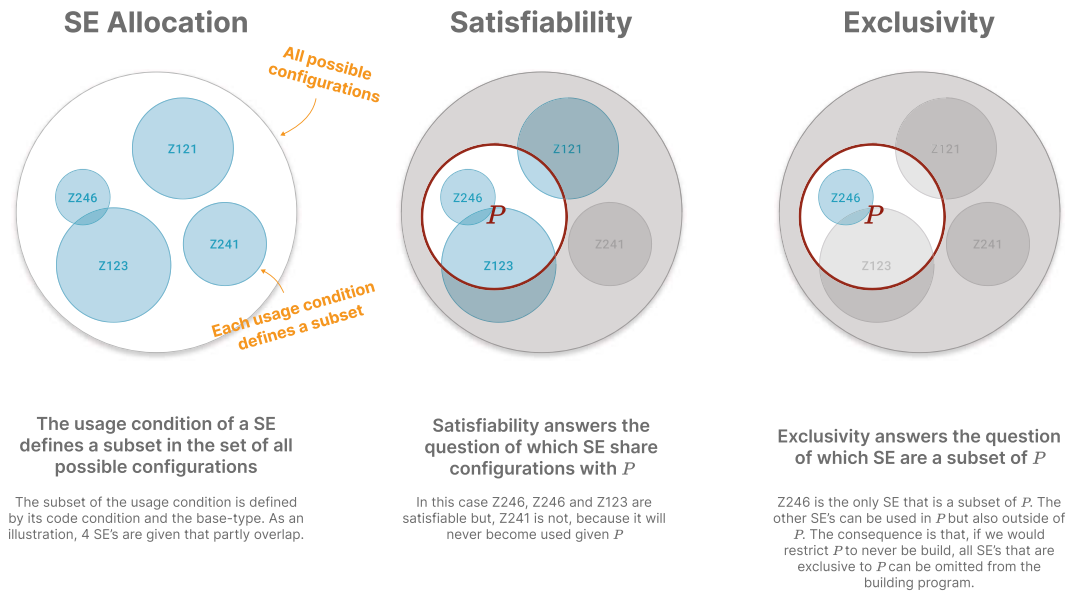 SE Allocation
All possible
configurations
Z121
Z246
Z241
Z123
Each usage condition
defines a subset
The usage condition of a SE
defines a subset in the set of all
possible configurations
The subset of the usage condition is defined
by its code condition and the base-type. As an
illustration, 4 SE's are given that partly overlap.
Satisfiablility
Z121
Z246
P
Z241
Z123
Satisfiability answers the
question of which SE share
configurations with P
In this case Z246, Z246 and Z123 are
satisfiable but, Z241 is not, because it will
never become used given P
Exclusivity
Z121
Z246
P
Z241
Z123
Exclusivity answers the question
of which SE are a subset of P
Z246 is the only SE that is a subset of P. The
other SE's can be used in P but also outside of
P. The consequence is that, if we would
restrict P to never be build, all SE's that are
exclusive to P can be omitted from the
building program.